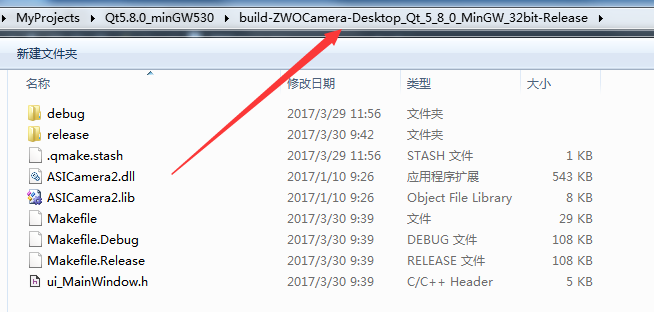 MyProjects Qt5.8.0_minGW530 build-ZWOCamera-Desktop_Qt_5_8_0_MinGW_32bit-Release
新建文件夹
名称 修改日期 类型 大小
debug 2017/3/29 11:56 文件夹
release 2017/3/30 9:42 文件夹
.qmake.stash 2017/3/29 11:56 STASH 文件 1 KB
ASICamera2.dll 2017/1/10 9:26 应用程序扩展 543 KB
ASICamera2.lib 2017/1/10 9:26 Object File Library 8 KB
Makefile 2017/3/30 9:39 文件 29 KB
Makefile.Debug 2017/3/30 9:39 DEBUG 文件 108 KB
Makefile.Release 2017/3/30 9:39 RELEASE 文件 108 KB
ui_MainWindow.h 2017/3/30 9:39 C/C++ Header 5 KB